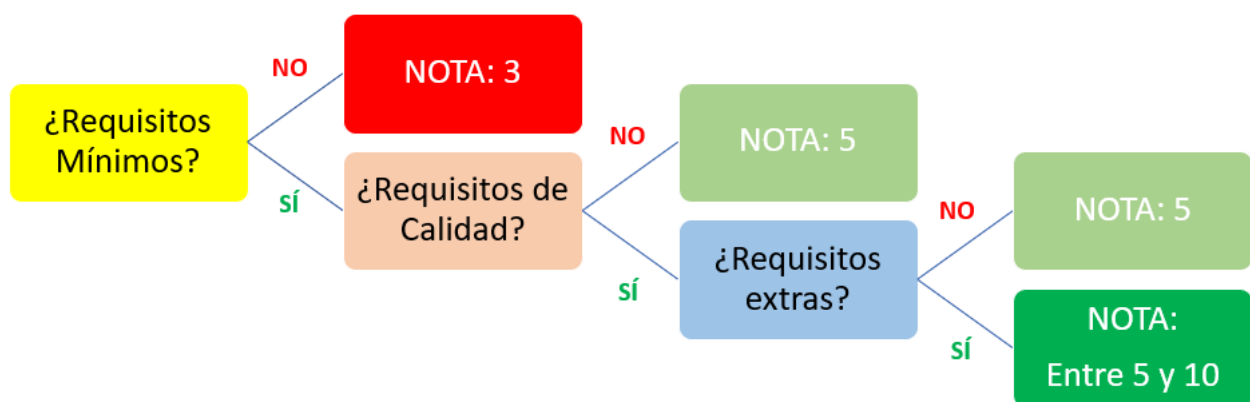 ¿Requisitos
Mínimos?
NO
NOTA: 3
SÍ
¿Requisitos de
Calidad?
NO
NOTA: 5
SÍ
¿Requisitos
extras?
NO
NOTA: 5
SÍ
NOTA:
Entre 5 y 10